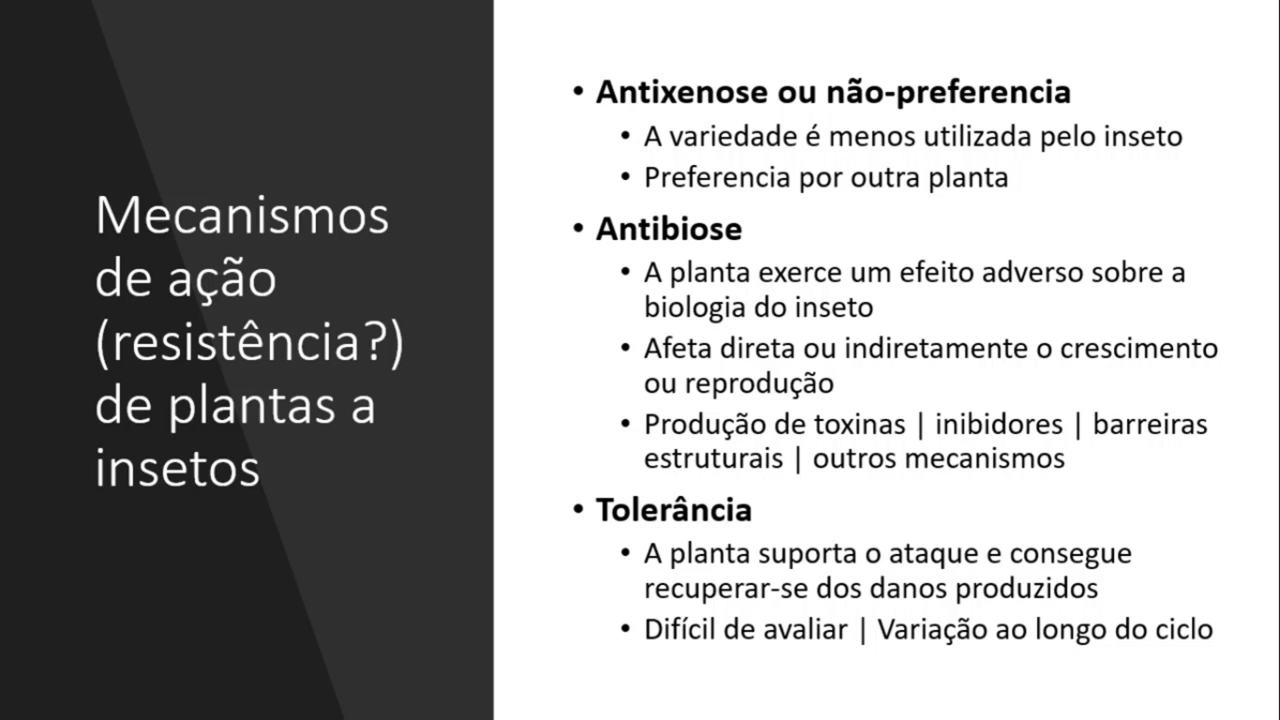 Mecanismos
de ação
(resistência?)
de plantas a
insetos
• Antixenose ou não-preferencia
• A variedade é menos utilizada pelo inseto
• Preferencia por outra planta
• Antibiose
• A planta exerce um efeito adverso sobre a
biologia do inseto
• Afeta direta ou indiretamente o crescimento
ou reprodução
• Produção de toxinas | inibidores | barreiras
estruturais | outros mecanismos
• Tolerância
• A planta suporta o ataque e consegue
recuperar-se dos danos produzidos
• Difícil de avaliar | Variação ao longo do ciclo